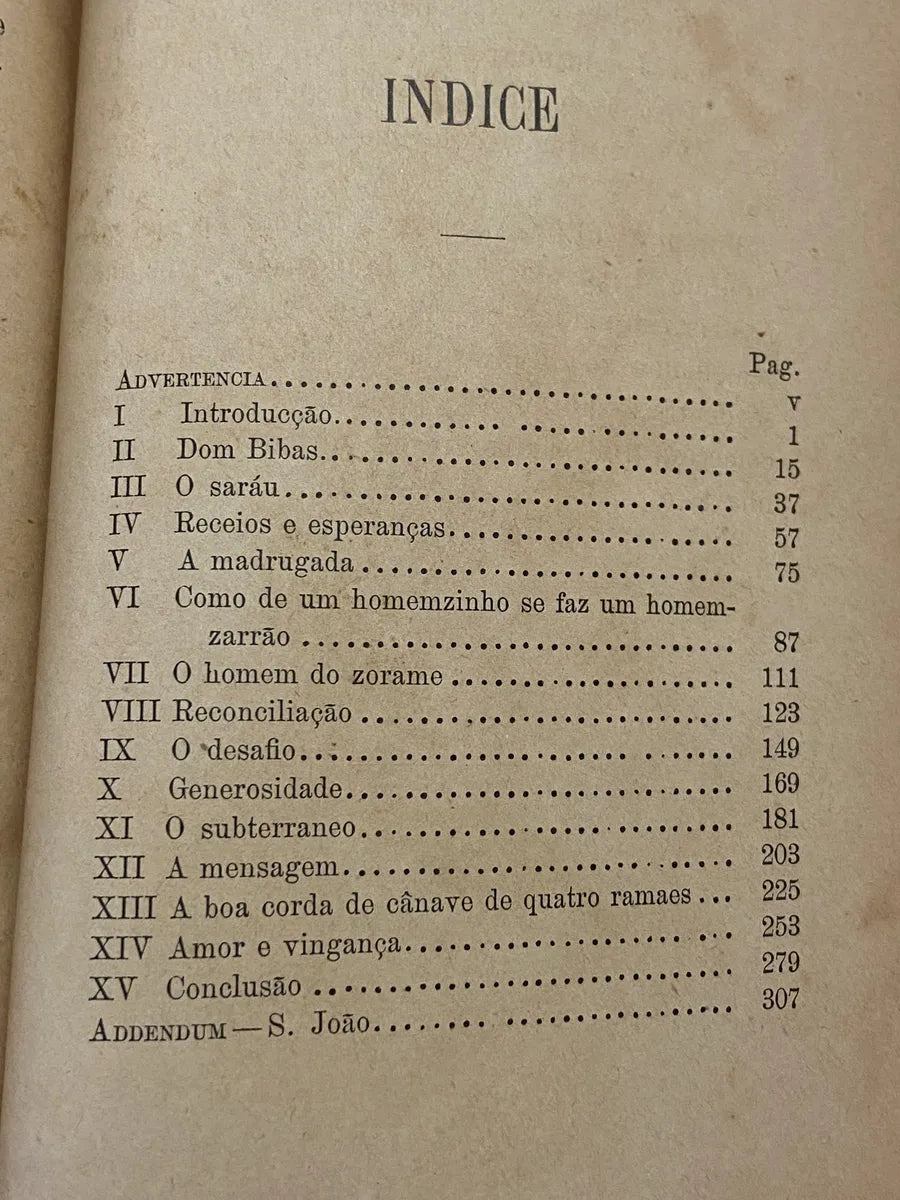 INDICE
Pag.
ADVERTENCIA........................................ v
I Introducção........................................ 1
II Dom Bibas........................................ 15
III O saráu........................................ 37
IV Receios e esperanças........................................ 57
V A madrugada........................................ 75
VI Como de um homemzinho se faz um homem-
zarrão........................................ 87
VII O homem do zorame........................................ 111
VIII Reconciliação........................................ 123
IX O desafio........................................ 149
X Generosidade........................................ 169
XI O subterraneo........................................ 181
XII A mensagem........................................ 203
XIII A boa corda de cânave de quatro ramaes... 225
XIV Amor e vingança........................................ 253
XV Conclusão........................................ 279
ADDENDUM—S. João........................................ 307